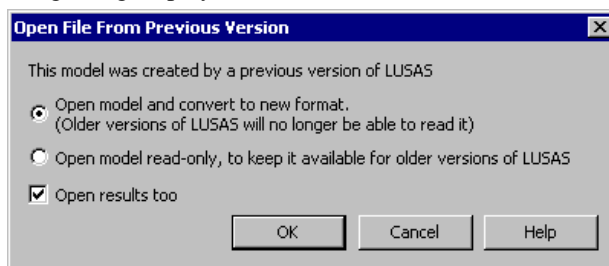 Open File From Previous Version
This model was created by a previous version of LUSAS
Open model and convert to new format.
(Older versions of LUSAS will no longer be able to read it)
Open model read-only, to keep it available for older versions of LUSAS
Open results too
OK Cancel Help